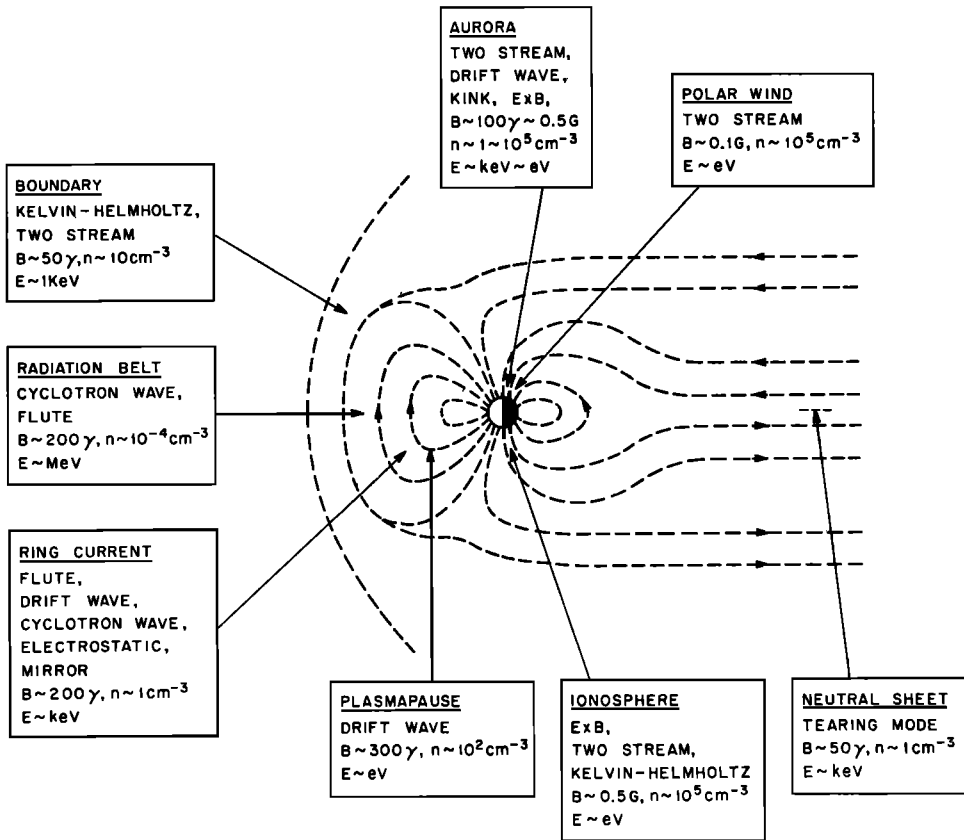 AURORA
TWO STREAM,
DRIFT WAVE,
KINK, ExB,
B~100γ~0.5G
n~1~10⁵cm⁻³
E~keV~eV
POLAR WIND
TWO STREAM
B~0.1G, n~10⁵cm⁻³
E~eV
BOUNDARY
KELVIN-HELMHOLTZ,
TWO STREAM
B~50γ,n~10cm⁻³
E~1KeV
RADIATION BELT
CYCLOTRON WAVE,
FLUTE
B~200γ, n~10⁻⁴cm⁻³
E~MeV
RING CURRENT
FLUTE,
DRIFT WAVE,
CYCLOTRON WAVE,
ELECTROSTATIC,
MIRROR
B~200γ, n~1cm⁻³
E~keV
PLASMAPAUSE
DRIFT WAVE
B~300γ, n~10²cm⁻³
E~eV
IONOSPHERE
ExB,
TWO STREAM,
KELVIN-HELMHOLTZ
B~0.5G, n~10⁵cm⁻³
E~eV
NEUTRAL SHEET
TEARING MODE
B~50γ, n~1cm⁻³
E~keV